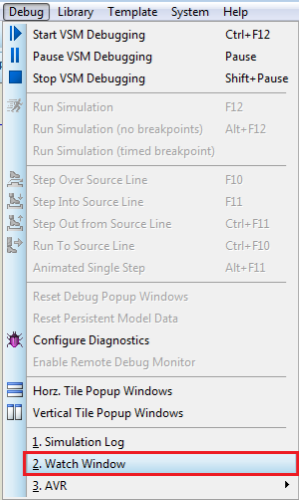 Debug Library Template System Help
Start VSM Debugging Ctrl+F12
Pause VSM Debugging Pause
Stop VSM Debugging Shift+Pause
Run Simulation F12
Run Simulation (no breakpoints) Alt+F12
Run Simulation (timed breakpoint)
Step Over Source Line F10
Step Into Source Line F11
Step Out from Source Line Ctrl+F11
Run To Source Line Ctrl+F10
Animated Single Step Alt+F11
Reset Debug Popup Windows
Reset Persistent Model Data
Configure Diagnostics
Enable Remote Debug Monitor
Horz. Tile Popup Windows
Vertical Tile Popup Windows
1. Simulation Log
2. Watch Window
3. AVR